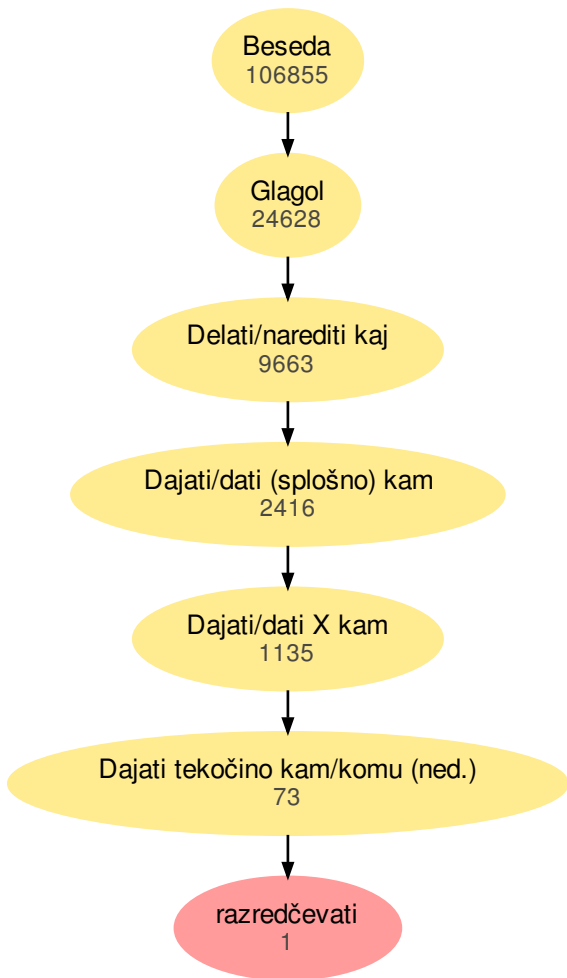 Beseda
106855
Glagol
24628
Delati/narediti kaj
9663
Dajati/dati (splošno) kam
2416
Dajati/dati X kam
1135
Dajati tekočino kam/komu (ned.)
73
razredčevati
1